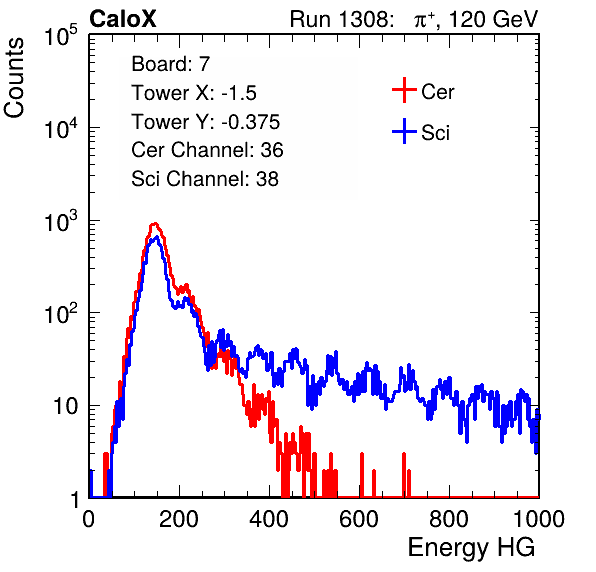 CaloX Run 1308: π⁺, 120 GeV
Counts
10⁵
10⁴
10³
10²
10
1
Board: 7
Tower X: -1.5
Tower Y: -0.375
Cer Channel: 36
Sci Channel: 38
Cer
Sci
0 200 400 600 800 1000
Energy HG